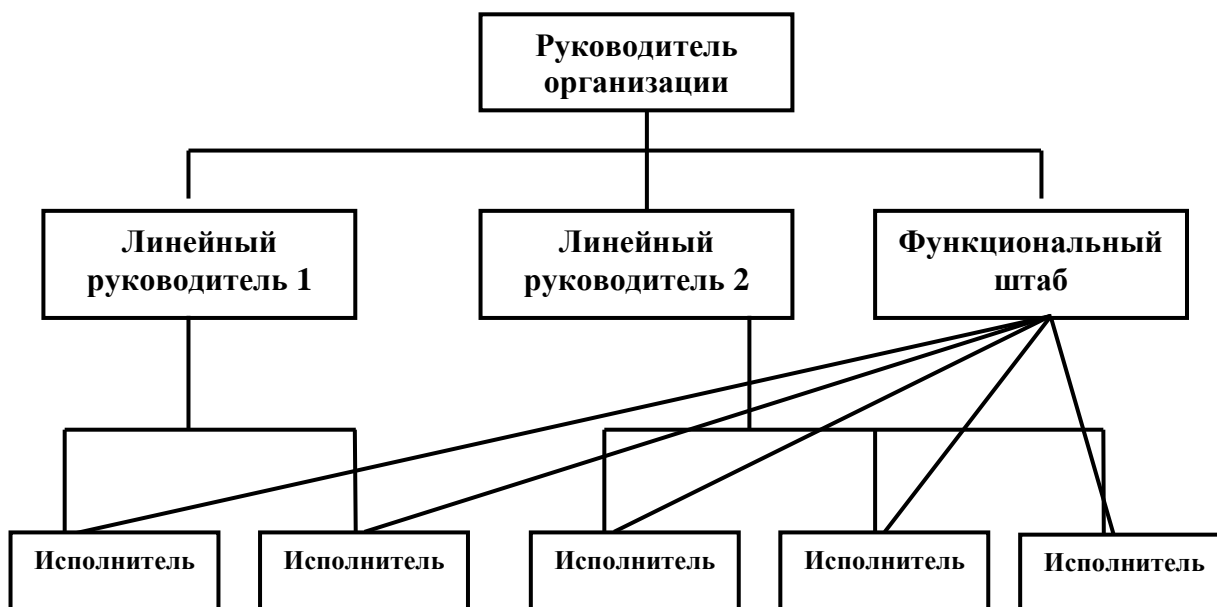 Руководитель
организации
Линейный
руководитель 1
Линейный
руководитель 2
Функциональный
штаб
Исполнитель
Исполнитель
Исполнитель
Исполнитель
Исполнитель